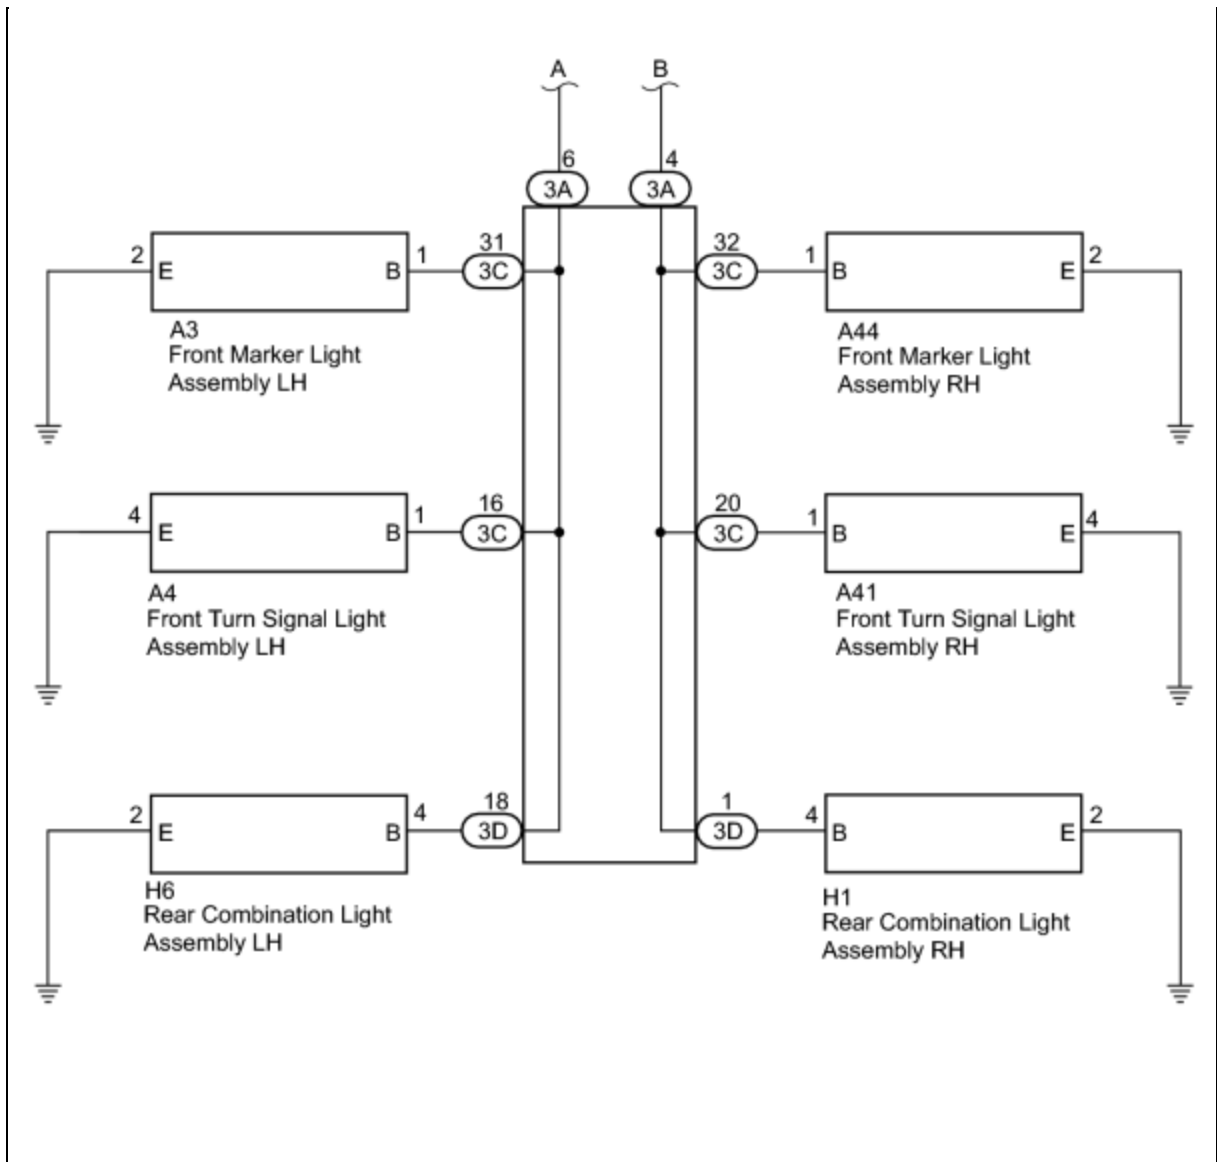 A B
6 4
3A 3A
2 E B 1 31 3C 32 3C 1 B E 2
A3
Front Marker Light
Assembly LH
A44
Front Marker Light
Assembly RH
4 E B 1 16 3C 20 3C 1 B E 4
A4
Front Turn Signal Light
Assembly LH
A41
Front Turn Signal Light
Assembly RH
2 E B 4 18 3D 1 3D 4 B E 2
H6
Rear Combination Light
Assembly LH
H1
Rear Combination Light
Assembly RH